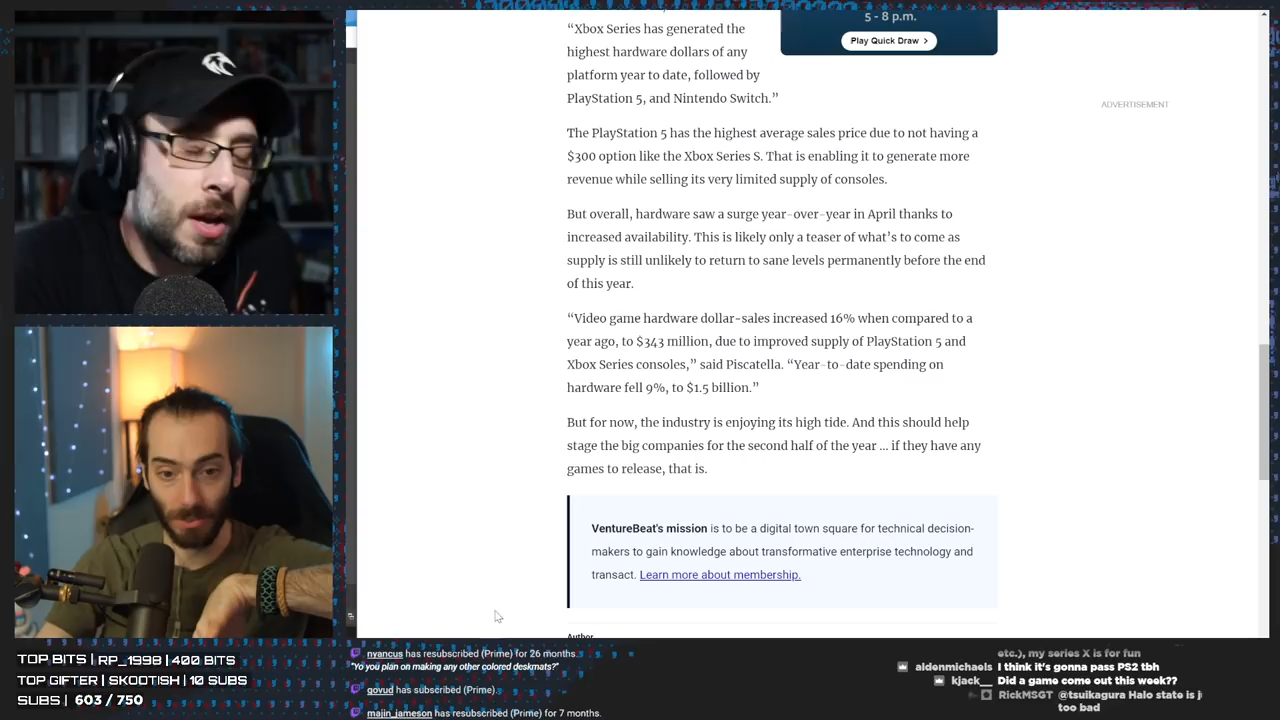 "Xbox Series has generated the
highest hardware dollars of any
platform year to date, followed by
PlayStation 5, and Nintendo Switch."
5 - 8 p.m.
Play Quick Draw >
ADVERTISEMENT
The PlayStation 5 has the highest average sales price due to not having a
$300 option like the Xbox Series S. That is enabling it to generate more
revenue while selling its very limited supply of consoles.
But overall, hardware saw a surge year-over-year in April thanks to
increased availability. This is likely only a teaser of what's to come as
supply is still unlikely to return to sane levels permanently before the end
of this year.
"Video game hardware dollar-sales increased 16% when compared to a
year ago, to $343 million, due to improved supply of PlayStation 5 and
Xbox Series consoles," said Piscatella. "Year-to-date spending on
hardware fell 9%, to $1.5 billion."
But for now, the industry is enjoying its high tide. And this should help
stage the big companies for the second half of the year ... if they have any
games to release, that is.
VentureBeat's mission is to be a digital town square for technical decision-
makers to gain knowledge about transformative enterprise technology and
transact. Learn more about membership.
Author
TOP BITS | RP_1998 | 400 BITS
TOP GIFTER | SKOOTISH | 10 SUBS
SUBS | 603 / 750
nyancus has resubscribed (Prime) for 26 months.
"Yo you plan on making any other colored deskmats?"
govud has subscribed (Prime).
majin_jameson has resubscribed (Prime) for 7 months.
etc.), my series X is for fun
aldenmichaels I think it's gonna pass PS2 tbh
kjack__ Did a game come out this week??
RickMSGT @tsuikagura Halo state is j
too bad